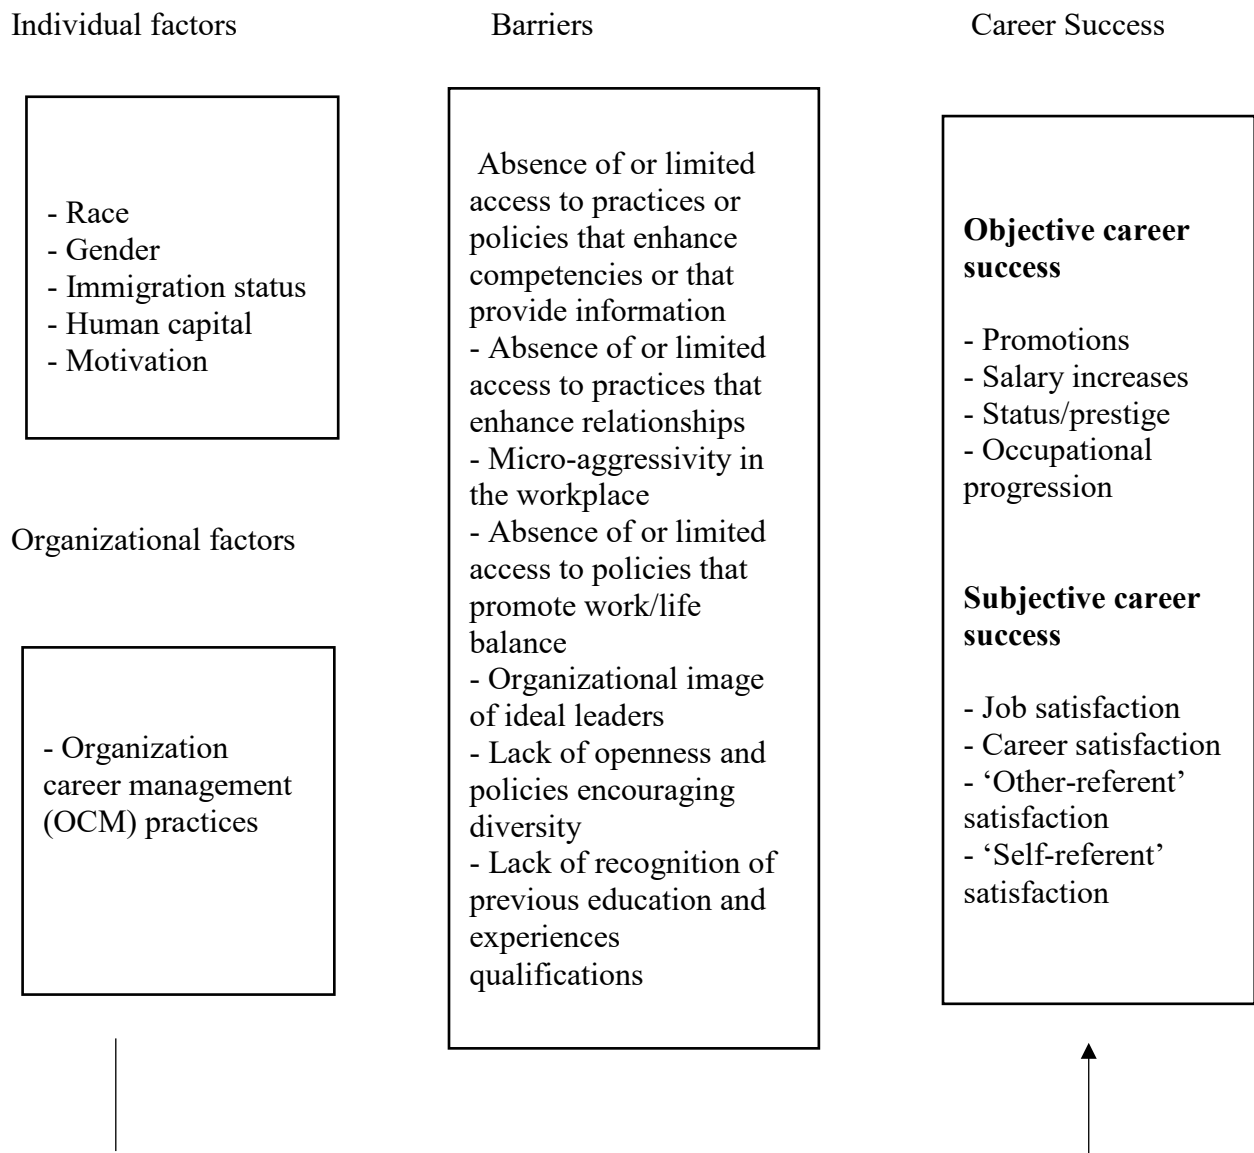 Individual factors
- Race
- Gender
- Immigration status
- Human capital
- Motivation
Organizational factors
- Organization
career management
(OCM) practices
Barriers
Absence of or limited
access to practices or
policies that enhance
competencies or that
provide information
- Absence of or limited
access to practices that
enhance relationships
- Micro-aggressivity in
the workplace
- Absence of or limited
access to policies that
promote work/life
balance
- Organizational image
of ideal leaders
- Lack of openness and
policies encouraging
diversity
- Lack of recognition of
previous education and
experiences
qualifications
Career Success
Objective career
success
- Promotions
- Salary increases
- Status/prestige
- Occupational
progression
Subjective career
success
- Job satisfaction
- Career satisfaction
- ‘Other-referent’
satisfaction
- ‘Self-referent’
satisfaction